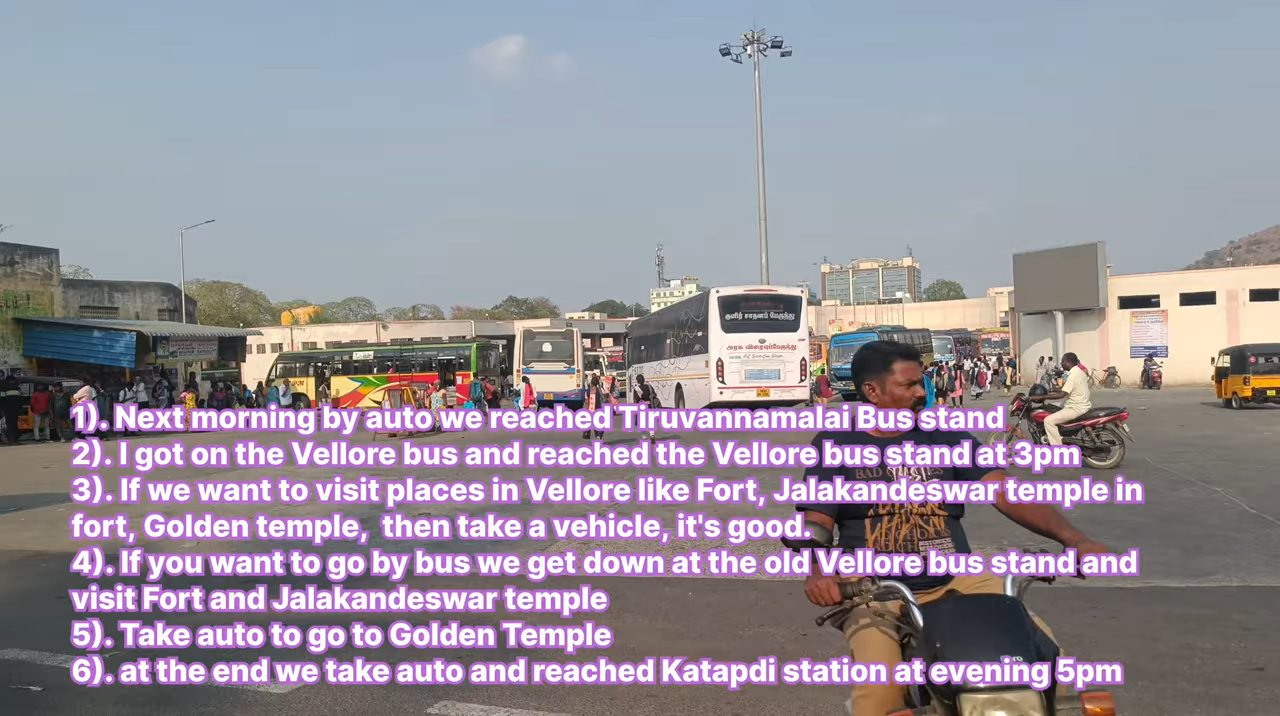 குளிர் சாதனப் பேருந்து
அரசு விரைவுப்பேருந்து
1). Next morning by auto we reached Tiruvannamalai Bus stand
2). I got on the Vellore bus and reached the Vellore bus stand at 3pm
3). If we want to visit places in Vellore like Fort, Jalakandeswar temple in
fort, Golden temple,  then take a vehicle, it's good.
4). If you want to go by bus we get down at the old Vellore bus stand and
visit Fort and Jalakandeswar temple
5). Take auto to go to Golden Temple
6). at the end we take auto and reached Katapdi station at evening 5pm